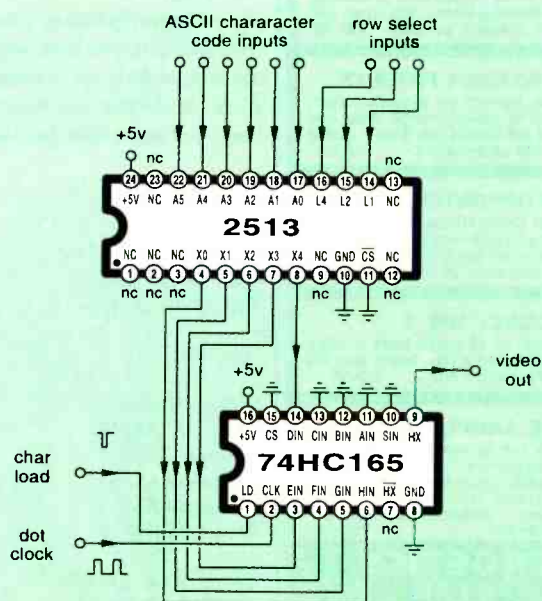 ASCII chararacter
code inputs
row select
inputs
+5v
nc
nc
24 23 22 21 20 19 18 17 16 15 14 13
+5V NC A5 A4 A3 A2 A1 A0 L4 L2 L1 NC
2513
NC NC NC X0 X1 X2 X3 X4 NC GND CS NC
1 2 3 4 5 6 7 8 9 10 11 12
nc nc nc nc nc
+5v
video
out
16 15 14 13 12 11 10 9
+5V CS DIN CIN BIN AIN SIN HX
74HC165
char
load
LD CLK EIN FIN GIN HIN HX GND
1 2 3 4 5 6 7 8
nc
dot
clock